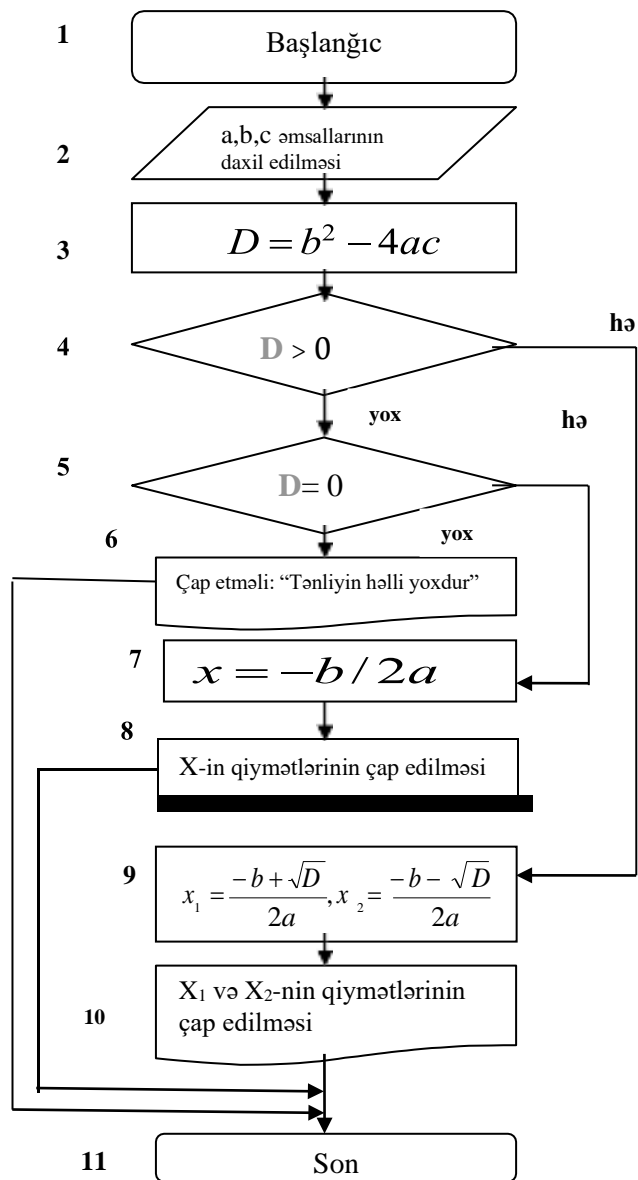 1
Başlanğıc
2
a,b,c əmsallarının
daxil edilməsi
3
D = b² − 4ac
hə
4
D > 0
yox
hə
5
D= 0
yox
6
Çap etməli: “Tənliyin həlli yoxdur”
7
x = −b / 2a
8
X-in qiymətlərinin çap edilməsi
9
x₁ = (−b + √D)/2a, x₂ = (−b − √D)/2a
10
X₁ və X₂-nin qiymətlərinin
çap edilməsi
11
Son